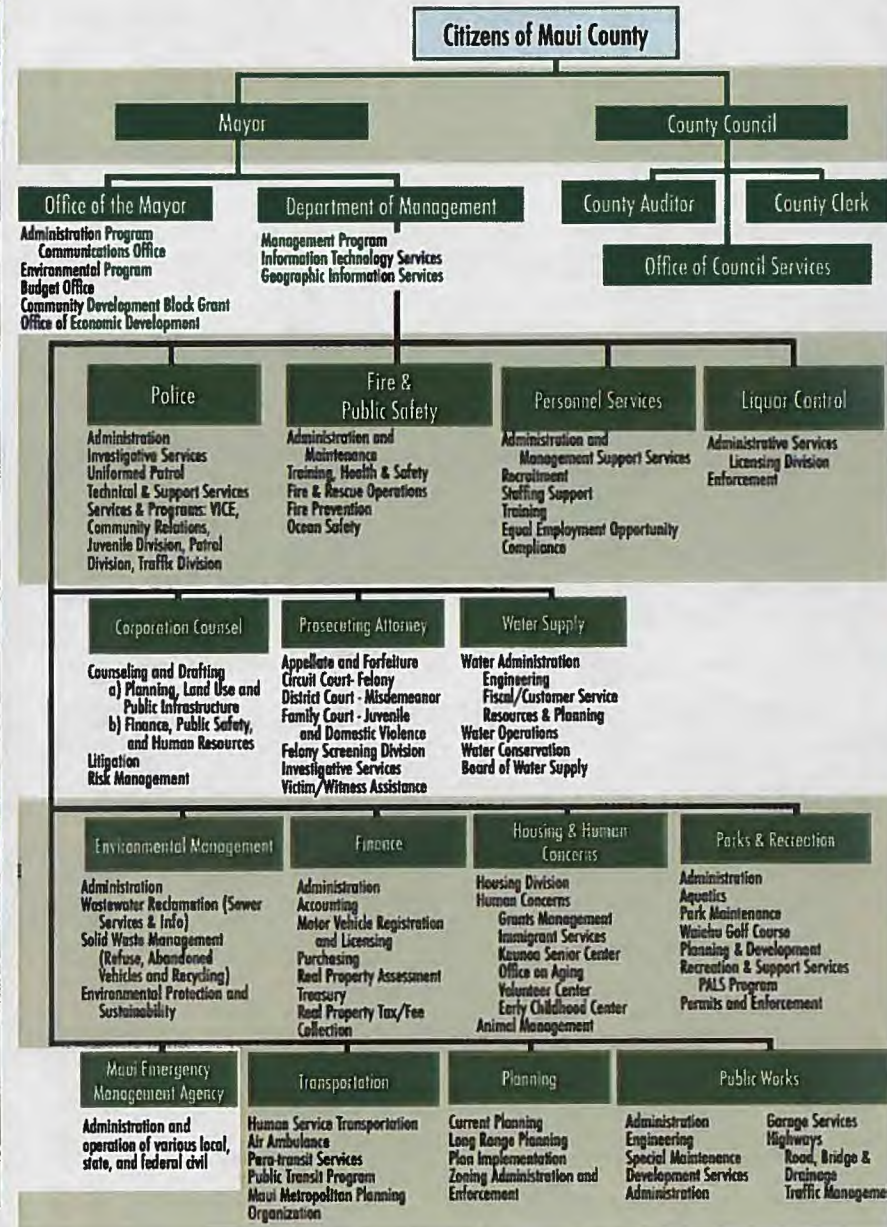 Citizens of Maui County
Mayor
County Council
Office of the Mayor
Administration Program
Communications Office
Environmental Program
Budget Office
Community Development Block Grant
Office of Economic Development
Department of Management
Management Program
Information Technology Services
Geographic Information Services
County Auditor
County Clerk
Office of Council Services
Police
Administration
Investigative Services
Uniformed Patrol
Technical & Support Services
Services & Programs: VICE,
Community Relations,
Juvenile Division, Patrol
Division, Traffic Division
Fire &
Public Safety
Administration and
Maintenance
Training, Health & Safety
Fire & Rescue Operations
Fire Prevention
Ocean Safety
Personnel Services
Administration and
Management Support Services
Recruitment
Staffing Support
Training
Equal Employment Opportunity
Compliance
Liquor Control
Administrative Services
Licensing Division
Enforcement
Corporation Counsel
Counseling and Drafting
a) Planning, Land Use and
Public Infrastructure
b) Finance, Public Safety,
and Human Resources
Litigation
Risk Management
Prosecuting Attorney
Appellate and Forfeiture
Circuit Court- Felony
District Court - Misdemeanor
Family Court - Juvenile
and Domestic Violence
Felony Screening Division
Investigative Services
Victim/Witness Assistance
Water Supply
Water Administration
Engineering
Fiscal/Customer Service
Resources & Planning
Water Operations
Water Conservation
Board of Water Supply
Environmental Management
Administration
Wastewater Reclamation (Sewer
Services & Info)
Solid Waste Management
(Refuse, Abandoned
Vehicles and Recycling)
Environmental Protection and
Sustainability
Finance
Administration
Accounting
Motor Vehicle Registration
and Licensing
Purchasing
Real Property Assessment
Treasury
Real Property Tax/Fee
Collection
Housing & Human
Concerns
Housing Division
Human Concerns
Grants Management
Immigrant Services
Kaunoa Senior Center
Office on Aging
Volunteer Center
Early Childhood Center
Animal Management
Parks & Recreation
Administration
Aquatics
Park Maintenance
Waiehu Golf Course
Planning & Development
Recreation & Support Services
PALS Program
Permits and Enforcement
Maui Emergency
Management Agency
Administration and
operation of various local,
state, and federal civil
Transportation
Human Service Transportation
Air Ambulance
Para-transit Services
Public Transit Program
Maui Metropolitan Planning
Organization
Planning
Current Planning
Long Range Planning
Plan Implementation
Zoning Administration and
Enforcement
Public Works
Administration
Engineering
Special Maintenance
Development Services
Administration
Garage Services
Highways
Road, Bridge &
Drainage
Traffic Manageme